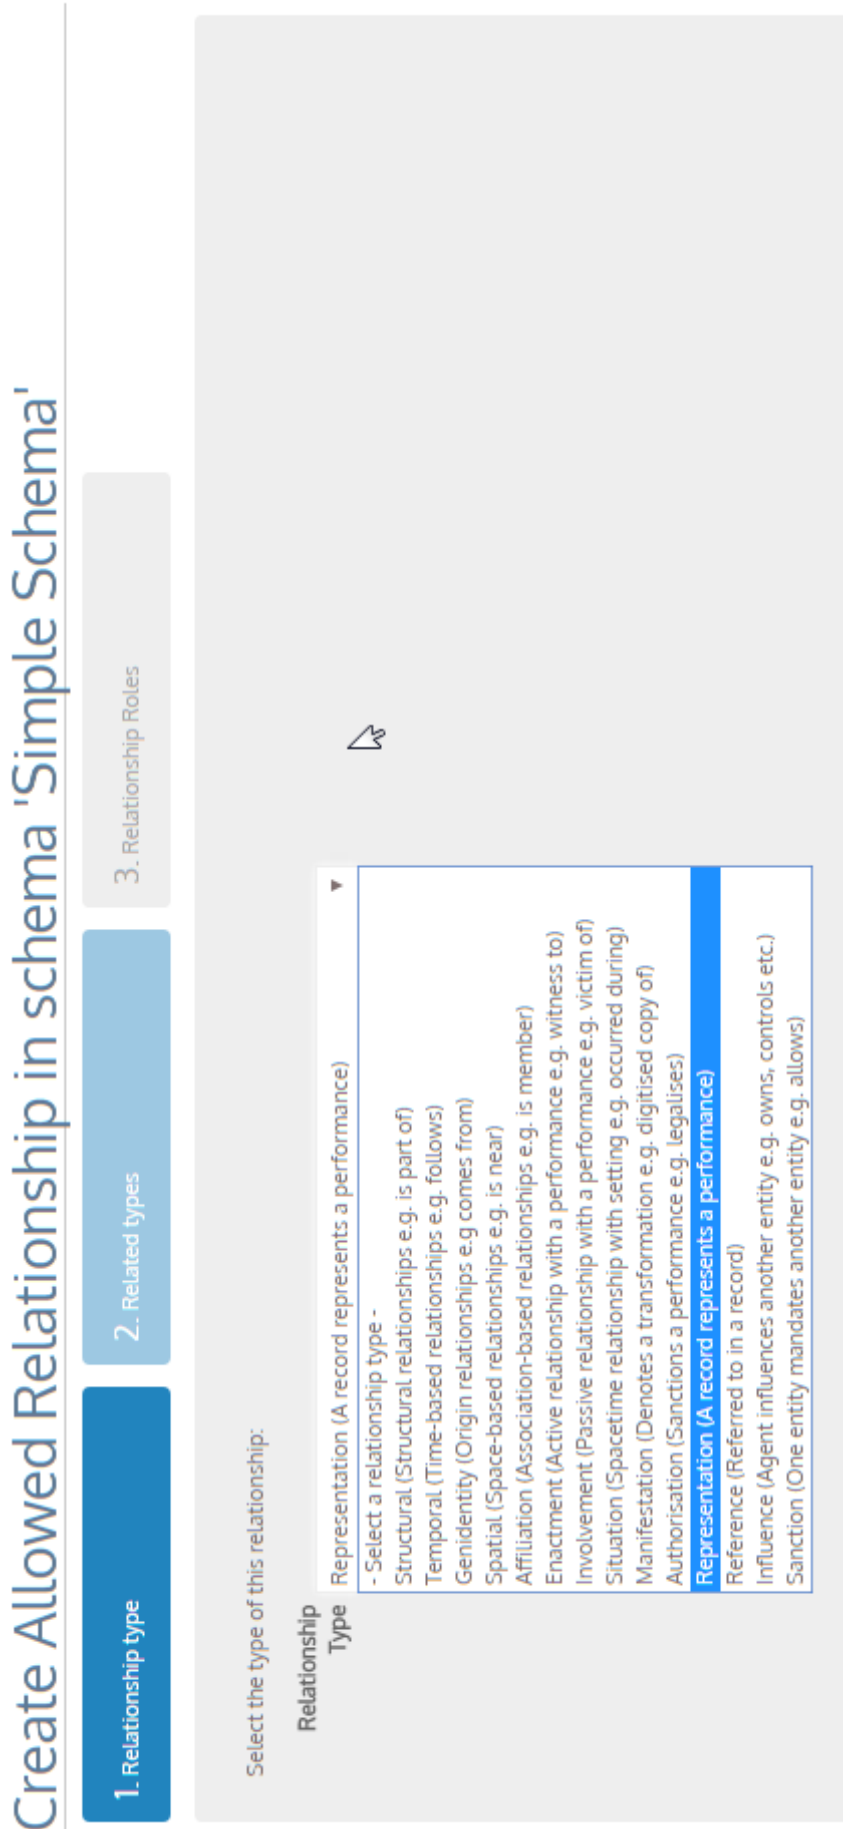 Create Allowed Relationship in schema 'Simple Schema'
1. Relationship type
2. Related types
3. Relationship Roles
Select the type of this relationship:
Relationship
Type
Representation (A record represents a performance)
- Select a relationship type -
Structural (Structural relationships e.g. is part of)
Temporal (Time-based relationships e.g. follows)
Genidentity (Origin relationships e.g comes from)
Spatial (Space-based relationships e.g. is near)
Affiliation (Association-based relationships e.g. is member)
Enactment (Active relationship with a performance e.g. witness to)
Involvement (Passive relationship with a performance e.g. victim of)
Situation (Spacetime relationship with setting e.g. occurred during)
Manifestation (Denotes a transformation e.g. digitised copy of)
Authorisation (Sanctions a performance e.g. legalises)
Representation (A record represents a performance)
Reference (Referred to in a record)
Influence (Agent influences another entity e.g. owns, controls etc.)
Sanction (One entity mandates another entity e.g. allows)